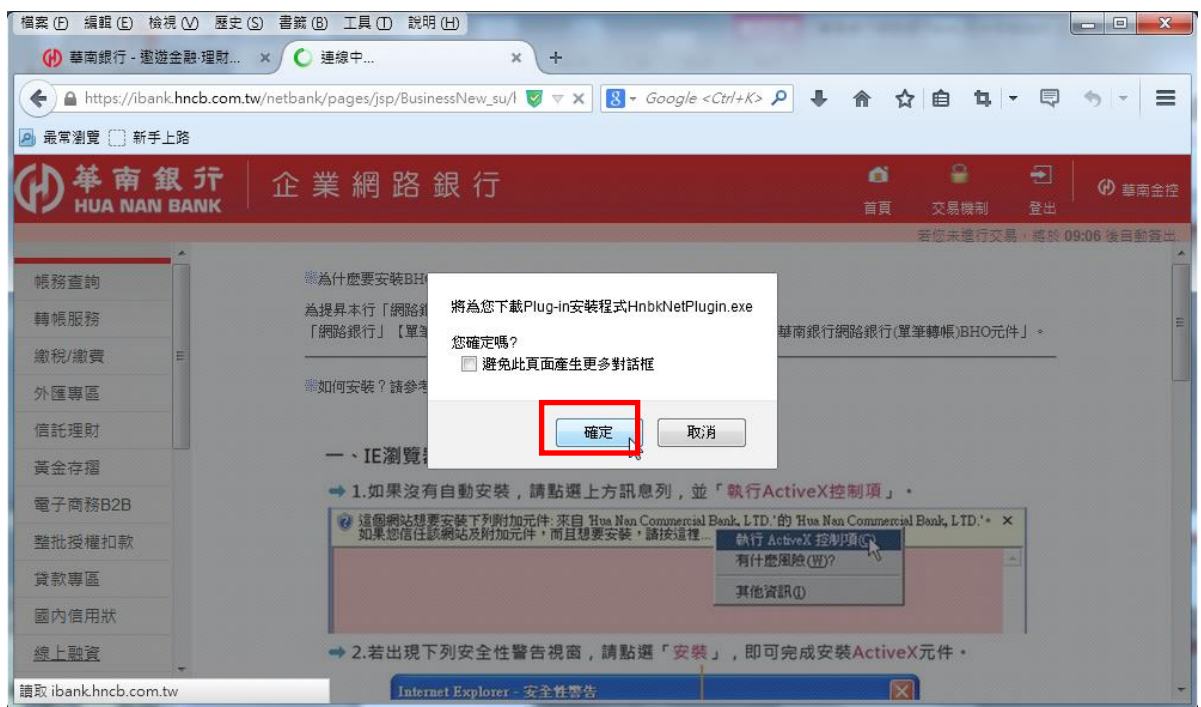 檔案(F) 編輯(E) 檢視(V) 歷史(S) 書籤(B) 工具(T) 說明(H)
華南銀行 - 遨遊金融‧理財... × 連線中... × +
https://ibank.hncb.com.tw/netbank/pages/jsp/BusinessNew_su/ Google <Ctrl+K>
最常瀏覽 新手上路
華南銀行 HUA NAN BANK 企業網路銀行
首頁 交易機制 登出 華南金控
若您未進行交易，將於 09:06 後自動簽出.
帳務查詢
轉帳服務
繳稅/繳費
外匯專區
信託理財
黃金存摺
電子商務B2B
整批授權扣款
貸款專區
國內信用狀
線上融資
※為什麼要安裝BH
為提昇本行「網路
「網路銀行」【單 華南銀行網路銀行(單筆轉帳)BHO元件」。
※如何安裝？請參考
將為您下載Plug-in安裝程式HnbkNetPlugin.exe
您確定嗎?
避免此頁面產生更多對話框
確定 取消
一、IE瀏覽
1.如果沒有自動安裝，請點選上方訊息列，並「執行ActiveX控制項」。
這個網站想要安裝下列附加元件: 來自 'Hua Nan Commercial Bank, LTD.'的 'Hua Nan Commercial Bank, LTD.'。 ×
如果您信任該網站及附加元件，而且想要安裝，請按這裡...
執行 ActiveX 控制項(C)
有什麼風險(W)?
其他資訊(I)
2.若出現下列安全性警告視窗，請點選「安裝」，即可完成安裝ActiveX元件。
Internet Explorer - 安全性警告
讀取 ibank.hncb.com.tw